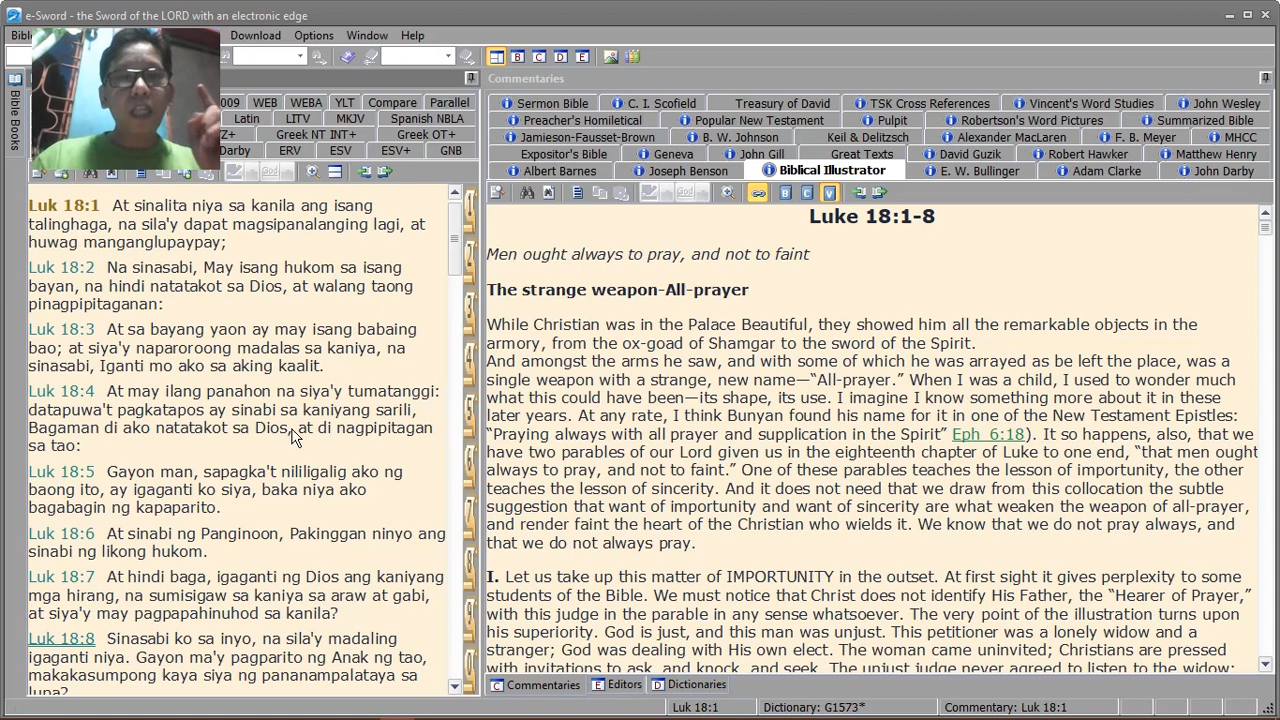 e-Sword - the Sword of the LORD with an electronic edge
Download Options Window Help
Bible Books
2009 WEB WEBA YLT Compare Parallel
Latin LITV MKJV Spanish NBLA
Greek NT INT+ Greek OT+
Darby ERV ESV ESV+ GNB
Luk 18:1 At sinalita niya sa kanila ang isang
talinghaga, na sila'y dapat magsipanalanging lagi, at
huwag manganglupaypay;
Luk 18:2 Na sinasabi, May isang hukom sa isang
bayan, na hindi natatakot sa Dios, at walang taong
pinagpipitaganan:
Luk 18:3 At sa bayang yaon ay may isang babaing
bao; at siya'y naparoroong madalas sa kaniya, na
sinasabi, Iganti mo ako sa aking kaalit.
Luk 18:4 At may ilang panahon na siya'y tumatanggi:
datapuwa't pagkatapos ay sinabi sa kaniyang sarili,
Bagaman di ako natatakot sa Dios, at di nagpipitagan
sa tao:
Luk 18:5 Gayon man, sapagka't nililigalig ako ng
baong ito, ay igaganti ko siya, baka niya ako
bagabagin ng kapaparito.
Luk 18:6 At sinabi ng Panginoon, Pakinggan ninyo ang
sinabi ng likong hukom.
Luk 18:7 At hindi baga, igaganti ng Dios ang kaniyang
mga hirang, na sumisigaw sa kaniya sa araw at gabi,
at siya'y may pagpapahinuhod sa kanila?
Luk 18:8 Sinasabi ko sa inyo, na sila'y madaling
igaganti niya. Gayon ma'y pagparito ng Anak ng tao,
makakasumpong kaya siya ng pananampalataya sa
lupa?
1
2
3
4
5
6
7
8
9
Commentaries
Sermon Bible C. I. Scofield Treasury of David TSK Cross References Vincent's Word Studies John Wesley
Preacher's Homiletical Popular New Testament Pulpit Robertson's Word Pictures Summarized Bible
Jamieson-Fausset-Brown B. W. Johnson Keil & Delitzsch Alexander MacLaren F. B. Meyer MHCC
Expositor's Bible Geneva John Gill Great Texts David Guzik Robert Hawker Matthew Henry
Albert Barnes Joseph Benson Biblical Illustrator E. W. Bullinger Adam Clarke John Darby
Luke 18:1-8
Men ought always to pray, and not to faint
The strange weapon-All-prayer
While Christian was in the Palace Beautiful, they showed him all the remarkable objects in the
armory, from the ox-goad of Shamgar to the sword of the Spirit.
And amongst the arms he saw, and with some of which he was arrayed as be left the place, was a
single weapon with a strange, new name—“All-prayer.” When I was a child, I used to wonder much
what this could have been—its shape, its use. I imagine I know something more about it in these
later years. At any rate, I think Bunyan found his name for it in one of the New Testament Epistles:
“Praying always with all prayer and supplication in the Spirit” Eph_6:18). It so happens, also, that we
have two parables of our Lord given us in the eighteenth chapter of Luke to one end, “that men ought
always to pray, and not to faint.” One of these parables teaches the lesson of importunity, the other
teaches the lesson of sincerity. And it does not need that we draw from this collocation the subtle
suggestion that want of importunity and want of sincerity are what weaken the weapon of all-prayer,
and render faint the heart of the Christian who wields it. We know that we do not pray always, and
that we do not always pray.
I. Let us take up this matter of IMPORTUNITY in the outset. At first sight it gives perplexity to some
students of the Bible. We must notice that Christ does not identify His Father, the “Hearer of Prayer,”
with this judge in the parable in any sense whatsoever. The very point of the illustration turns upon
his superiority. God is just, and this man was unjust. This petitioner was a lonely widow and a
stranger; God was dealing with His own elect. The woman came uninvited; Christians are pressed
with invitations to ask, and knock, and seek. The unjust judge never agreed to listen to the widow;
Commentaries Editors Dictionaries
Luk 18:1 Dictionary: G1573* Commentary: Luk 18:1